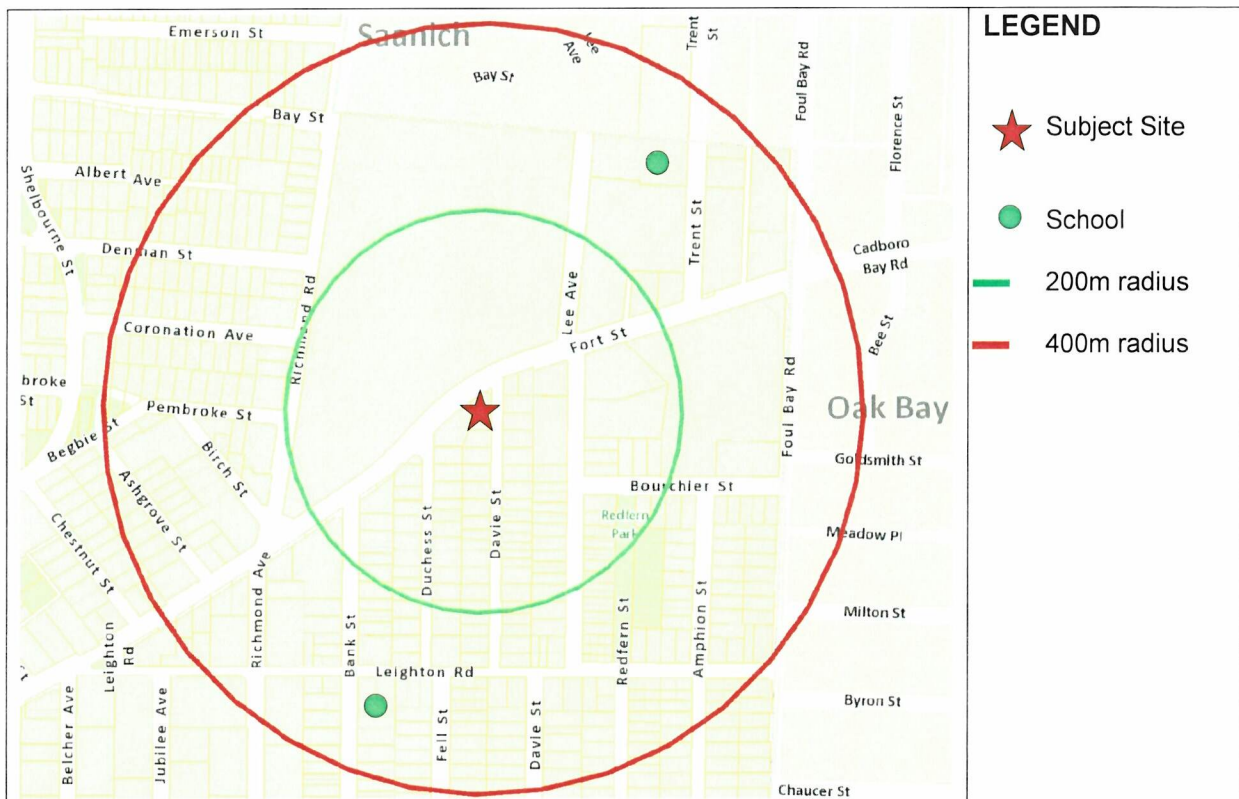 Emerson St
Saanich
Lee
Ave
Trent
St
Bay St
Foul Bay Rd
Bay St
Florence St
Albert Ave
Shelbourne St
Trent St
Denman St
Cadboro
Bay Rd
Richmond Rd
Lee Ave
Coronation Ave
Fort St
Bee St
broke
St
Pembroke St
Foul Bay Rd
Oak Bay
Begbie St
Birch St
Goldsmith St
Ashgrove St
Bourchier St
Chestnut St
Duchess St
Davie St
Redfern
Park
Meadow Pl
Richmond Ave
Bank St
Redfern St
Amphion St
Milton St
Leighton
Rd
Leighton Rd
Belcher Ave
Jubilee Ave
Fell St
Davie St
Byron St
Chaucer St
LEGEND
Subject Site
School
200m radius
400m radius